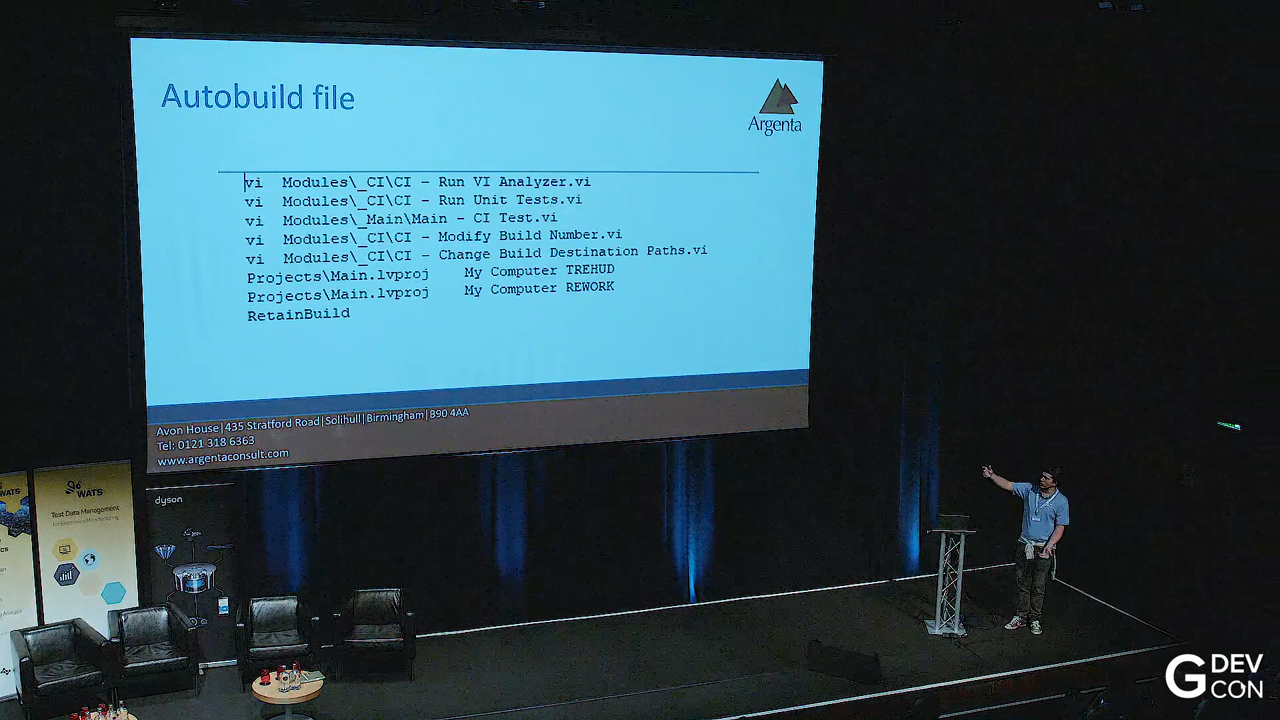 Autobuild file
Argenta
vi Modules\_CI\CI - Run VI Analyzer.vi
vi Modules\_CI\CI - Run Unit Tests.vi
vi Modules\_Main\Main - CI Test.vi
vi Modules\_CI\CI - Modify Build Number.vi
vi Modules\_CI\CI - Change Build Destination Paths.vi
Projects\Main.lvproj My Computer TREHUD
Projects\Main.lvproj My Computer REWORK
RetainBuild
Avon House|435 Stratford Road|Solihull|Birmingham|B90 4AA
Tel: 0121 318 6363
www.argentaconsult.com
WATS
WATS
Test Data Management
for Electronics Manufacturing
dyson
G DEV
CON